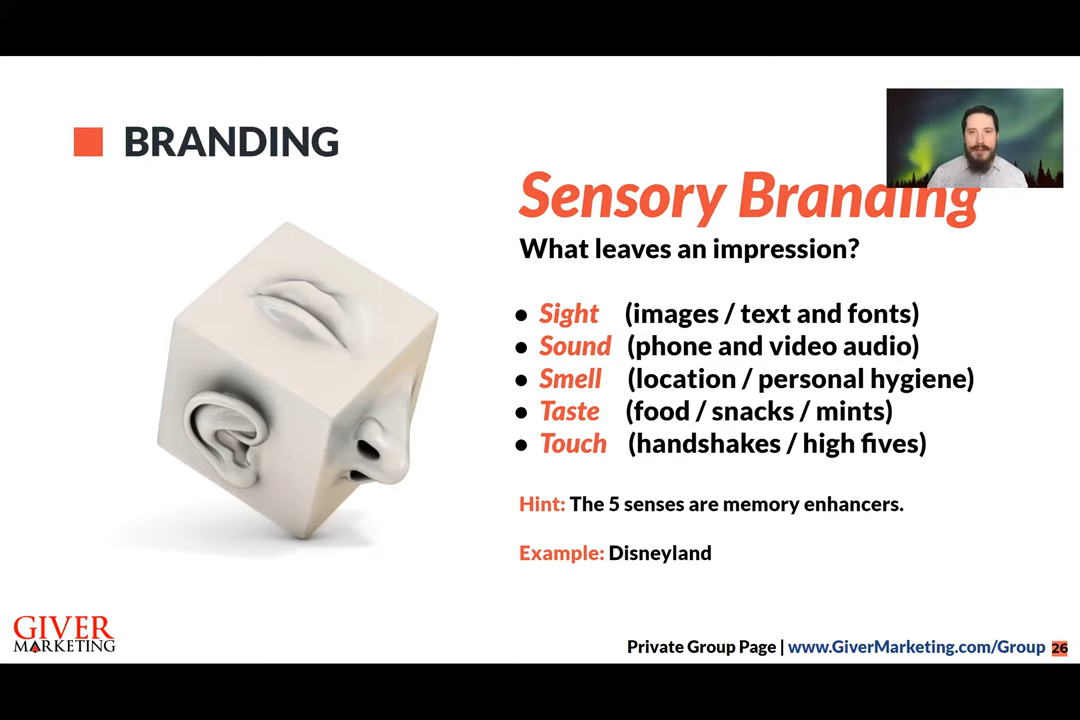 BRANDING
Sensory Branding
What leaves an impression?
● Sight (images / text and fonts)
● Sound (phone and video audio)
● Smell (location / personal hygiene)
● Taste (food / snacks / mints)
● Touch (handshakes / high fives)
Hint: The 5 senses are memory enhancers.
Example: Disneyland
GIVER
MARKETING
Private Group Page | www.GiverMarketing.com/Group 26